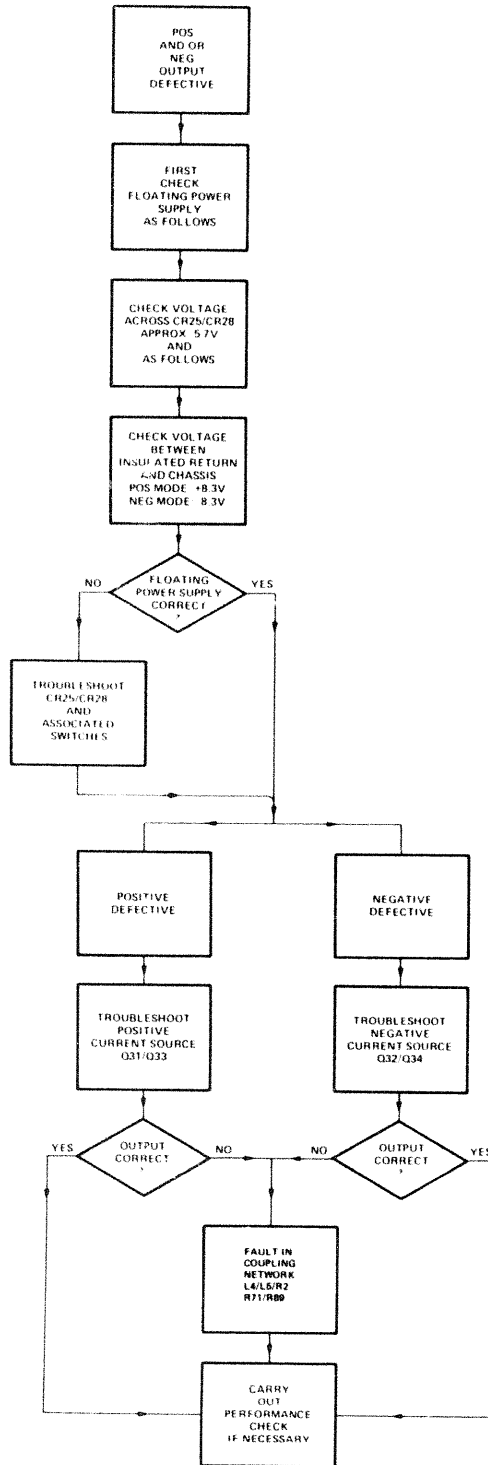 POS
AND OR
NEG
OUTPUT
DEFECTIVE
FIRST
CHECK
FLOATING POWER
SUPPLY
AS FOLLOWS
CHECK VOLTAGE
ACROSS CR25/CR28
APPROX 5.7V
AND
AS FOLLOWS
CHECK VOLTAGE
BETWEEN
INSULATED RETURN
AND CHASSIS
POS MODE +8.3V
NEG MODE 8.3V
NO
FLOATING
POWER SUPPLY
CORRECT
?
YES
TROUBLESHOOT
CR25/CR28
AND
ASSOCIATED
SWITCHES
POSITIVE
DEFECTIVE
NEGATIVE
DEFECTIVE
TROUBLESHOOT
POSITIVE
CURRENT SOURCE
Q31/Q33
TROUBLESHOOT
NEGATIVE
CURRENT SOURCE
Q32/Q34
YES
OUTPUT
CORRECT
?
NO
NO
OUTPUT
CORRECT
?
YES
FAULT IN
COUPLING
NETWORK
L4/L5/R2
R71/R89
CARRY
OUT
PERFORMANCE
CHECK
IF NECESSARY